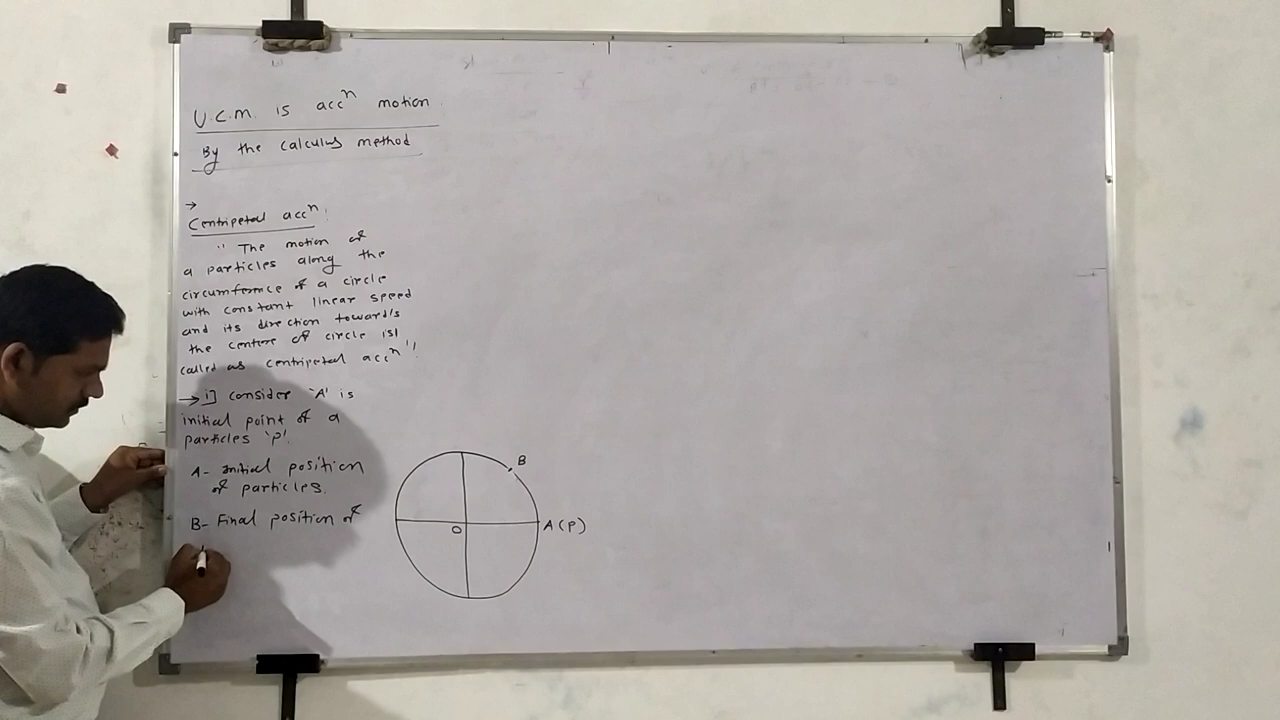 U.C.M. is accⁿ motion
By the calculus method
→
Centripetal accⁿ:
" The motion of
a particles along the
circumference of a circle
with constant linear speed
and its direction toward's
the centere of circle is
called as centripetal accⁿ".
→ i] consider 'A' is
initial point of a
particles 'P'.
A- Initial position
of particles.
B- Final position of
B
O
A(P)